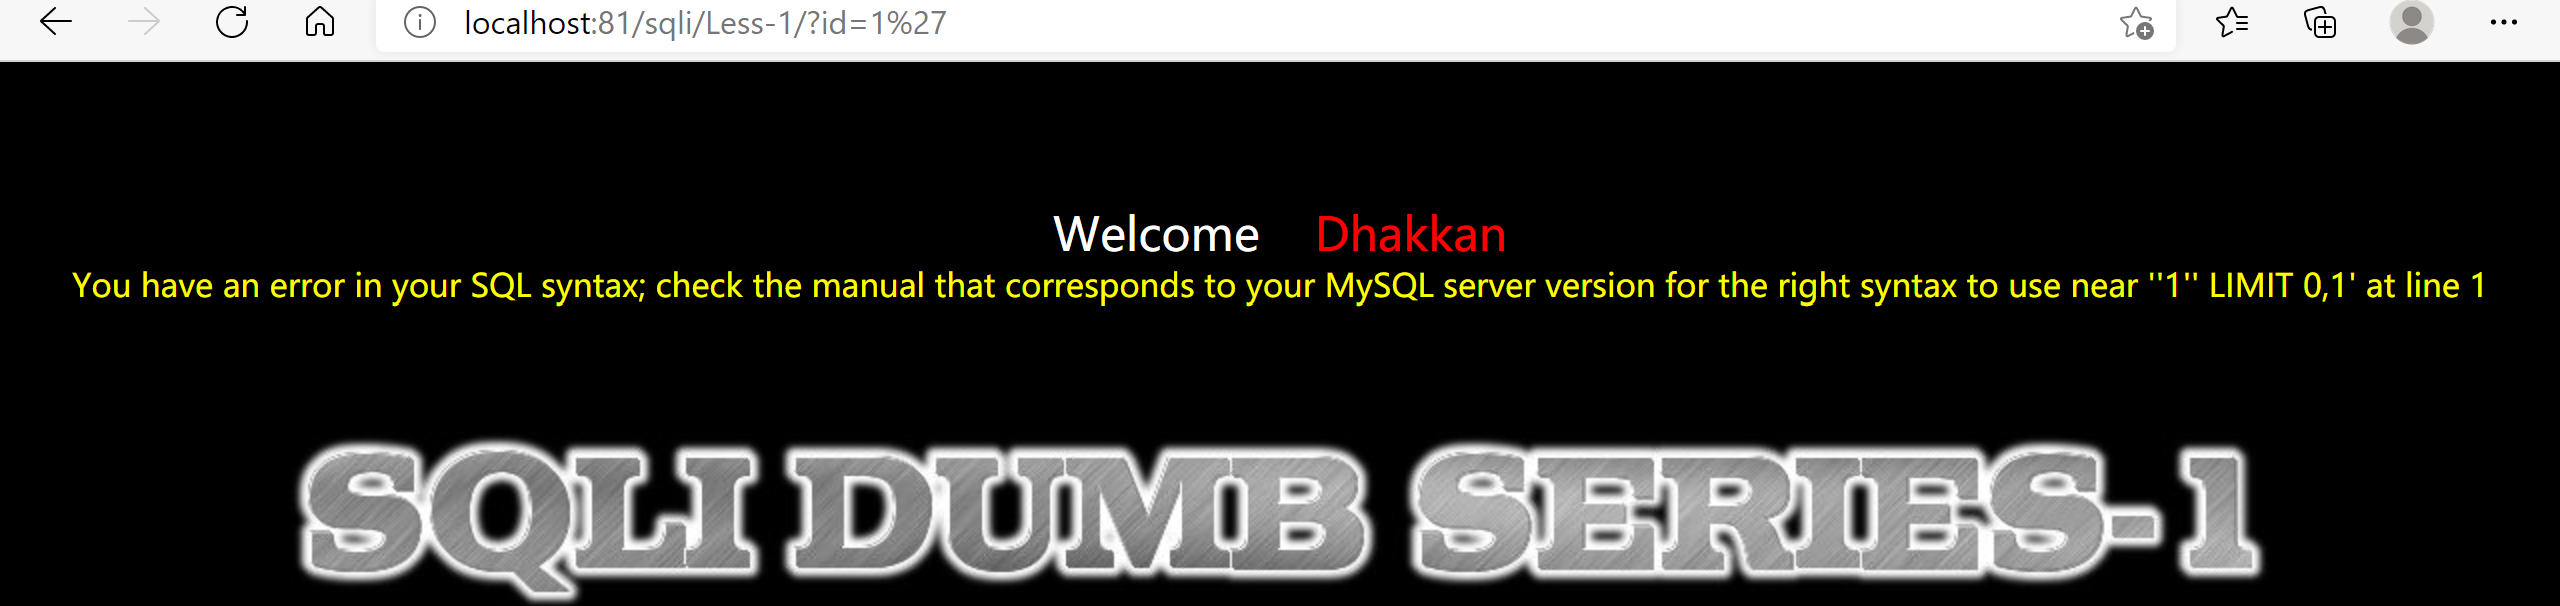 localhost:81/sqli/Less-1/?id=1%27
Welcome Dhakkan
You have an error in your SQL syntax; check the manual that corresponds to your MySQL server version for the right syntax to use near ''1'' LIMIT 0,1' at line 1
SQLI DUMB SERIES-1